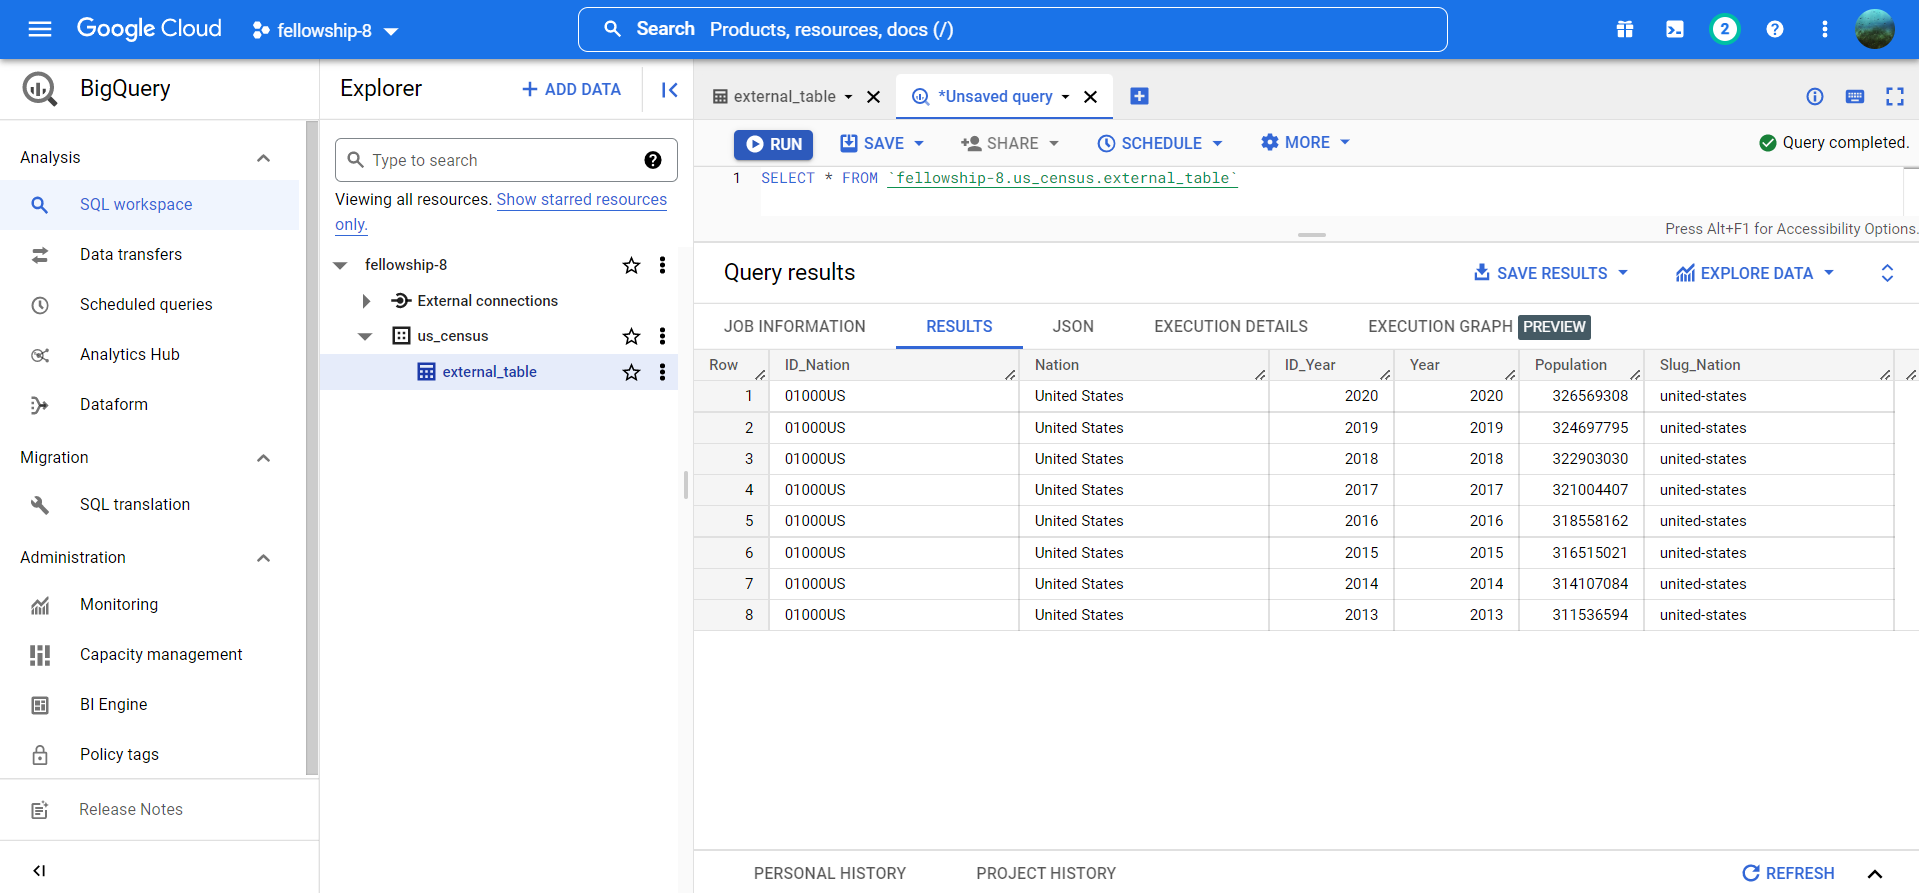 Google Cloud
fellowship-8
Search Products, resources, docs (/)
2
BigQuery
Analysis
SQL workspace
Data transfers
Scheduled queries
Analytics Hub
Dataform
Migration
SQL translation
Administration
Monitoring
Capacity management
BI Engine
Policy tags
Release Notes
Explorer
+ ADD DATA
Type to search
Viewing all resources. Show starred resources
only.
fellowship-8
External connections
us_census
external_table
external_table
*Unsaved query
RUN
SAVE
SHARE
SCHEDULE
MORE
Query completed.
1 SELECT * FROM `fellowship-8.us_census.external_table`
Press Alt+F1 for Accessibility Options.
Query results
SAVE RESULTS
EXPLORE DATA
JOB INFORMATION RESULTS JSON EXECUTION DETAILS EXECUTION GRAPH PREVIEW
Row ID_Nation Nation ID_Year Year Population Slug_Nation
1 01000US United States 2020 2020 326569308 united-states
2 01000US United States 2019 2019 324697795 united-states
3 01000US United States 2018 2018 322903030 united-states
4 01000US United States 2017 2017 321004407 united-states
5 01000US United States 2016 2016 318558162 united-states
6 01000US United States 2015 2015 316515021 united-states
7 01000US United States 2014 2014 314107084 united-states
8 01000US United States 2013 2013 311536594 united-states
PERSONAL HISTORY PROJECT HISTORY
REFRESH